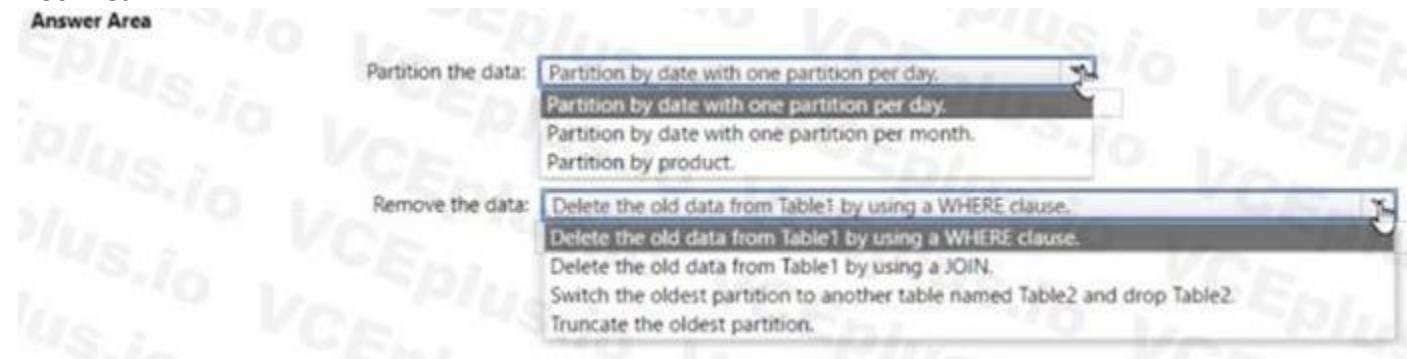 Answer Area
Partition the data: Partition by date with one partition per day.
Partition by date with one partition per day.
Partition by date with one partition per month.
Partition by product.
Remove the data: Delete the old data from Table1 by using a WHERE clause.
Delete the old data from Table1 by using a WHERE clause.
Delete the old data from Table1 by using a JOIN.
Switch the oldest partition to another table named Table2 and drop Table2.
Truncate the oldest partition.